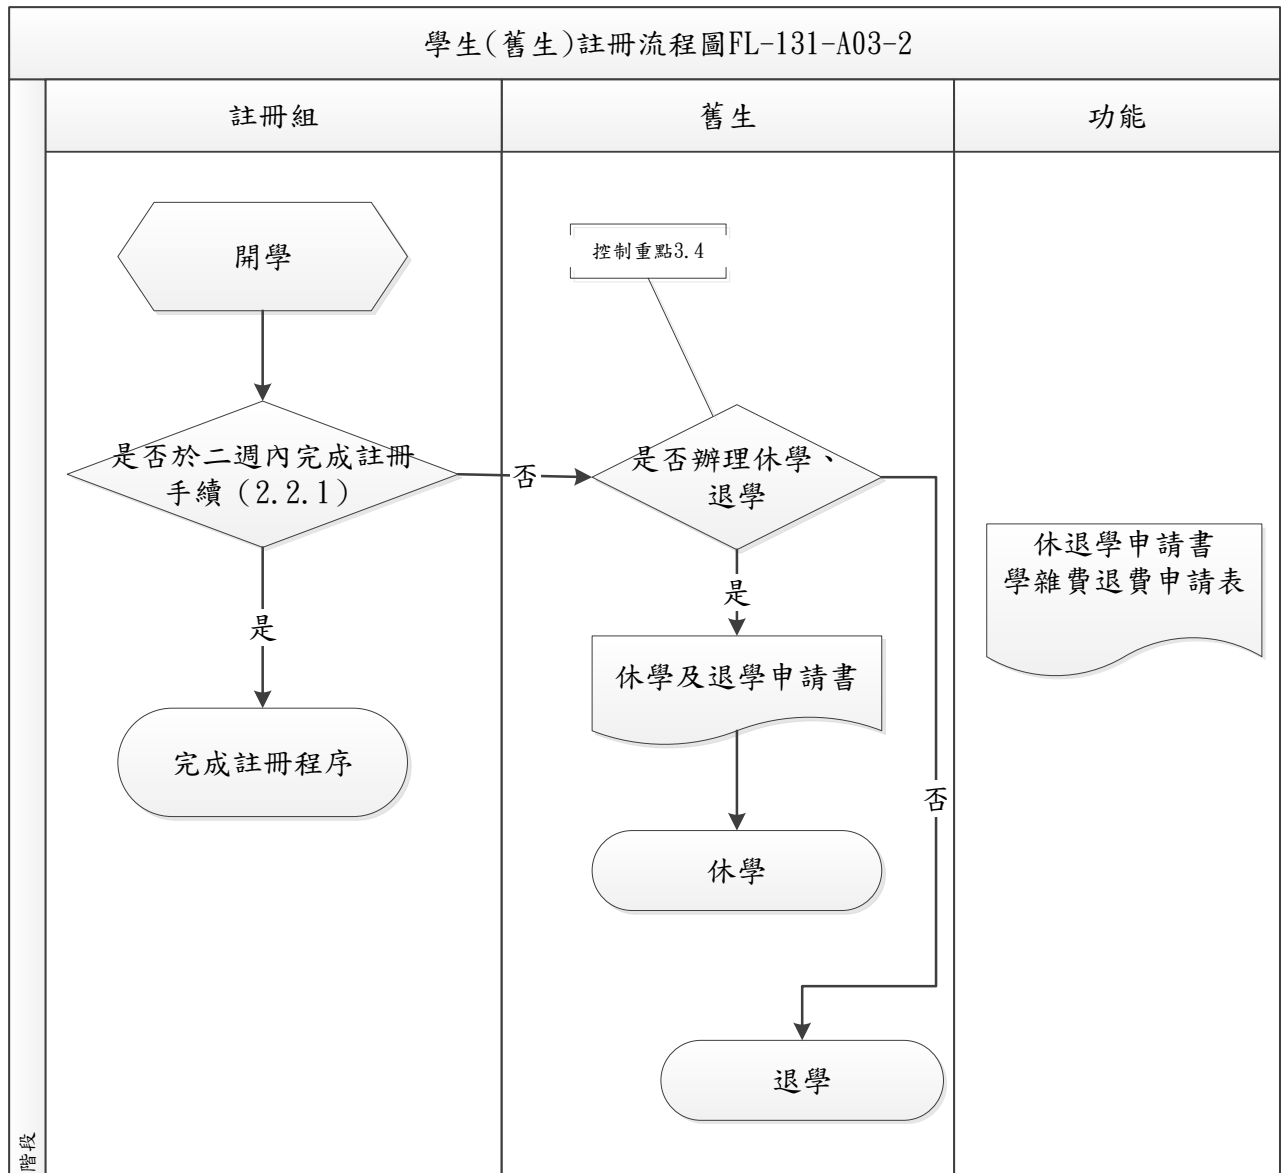 學生(舊生)註冊流程圖FL-131-A03-2
註冊組
舊生
功能
開學
控制重點3.4
是否於二週內完成註冊
手續（2.2.1）
否
是否辦理休學、
退學
休退學申請書
學雜費退費申請表
是
是
休學及退學申請書
完成註冊程序
否
休學
退學
階段